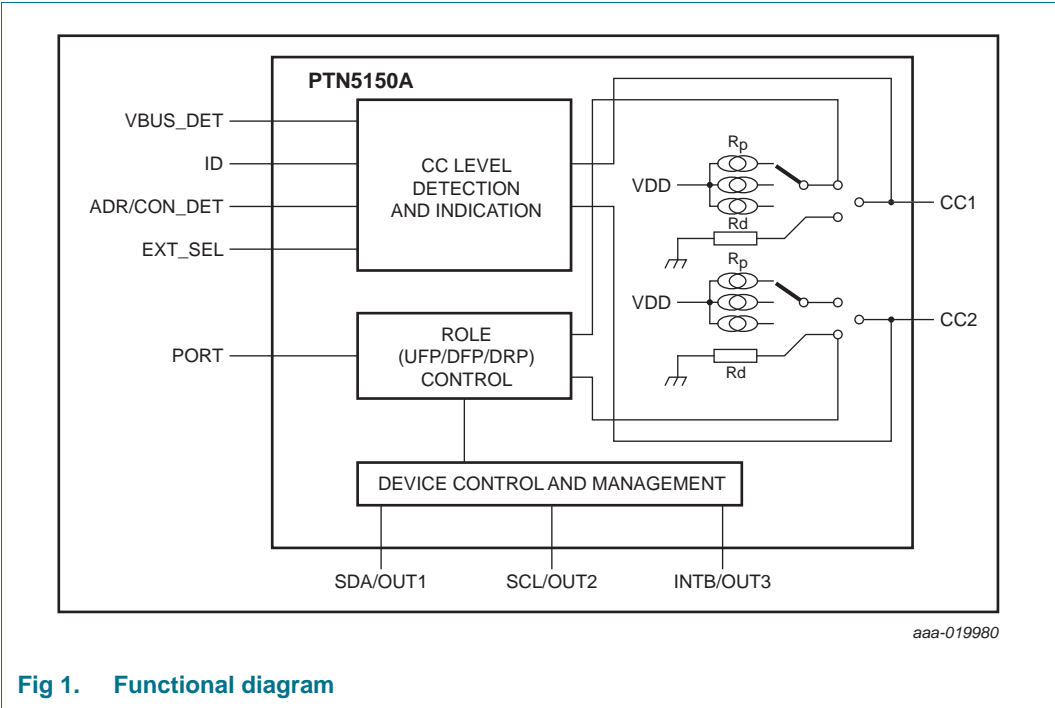 PTN5150A
VBUS_DET
ID
ADR/CON_DET
EXT_SEL
CC LEVEL
DETECTION
AND INDICATION
Rp
VDD
Rd
CC1
Rp
VDD
Rd
CC2
PORT
ROLE
(UFP/DFP/DRP)
CONTROL
DEVICE CONTROL AND MANAGEMENT
SDA/OUT1
SCL/OUT2
INTB/OUT3
aaa-019980
Fig 1. Functional diagram